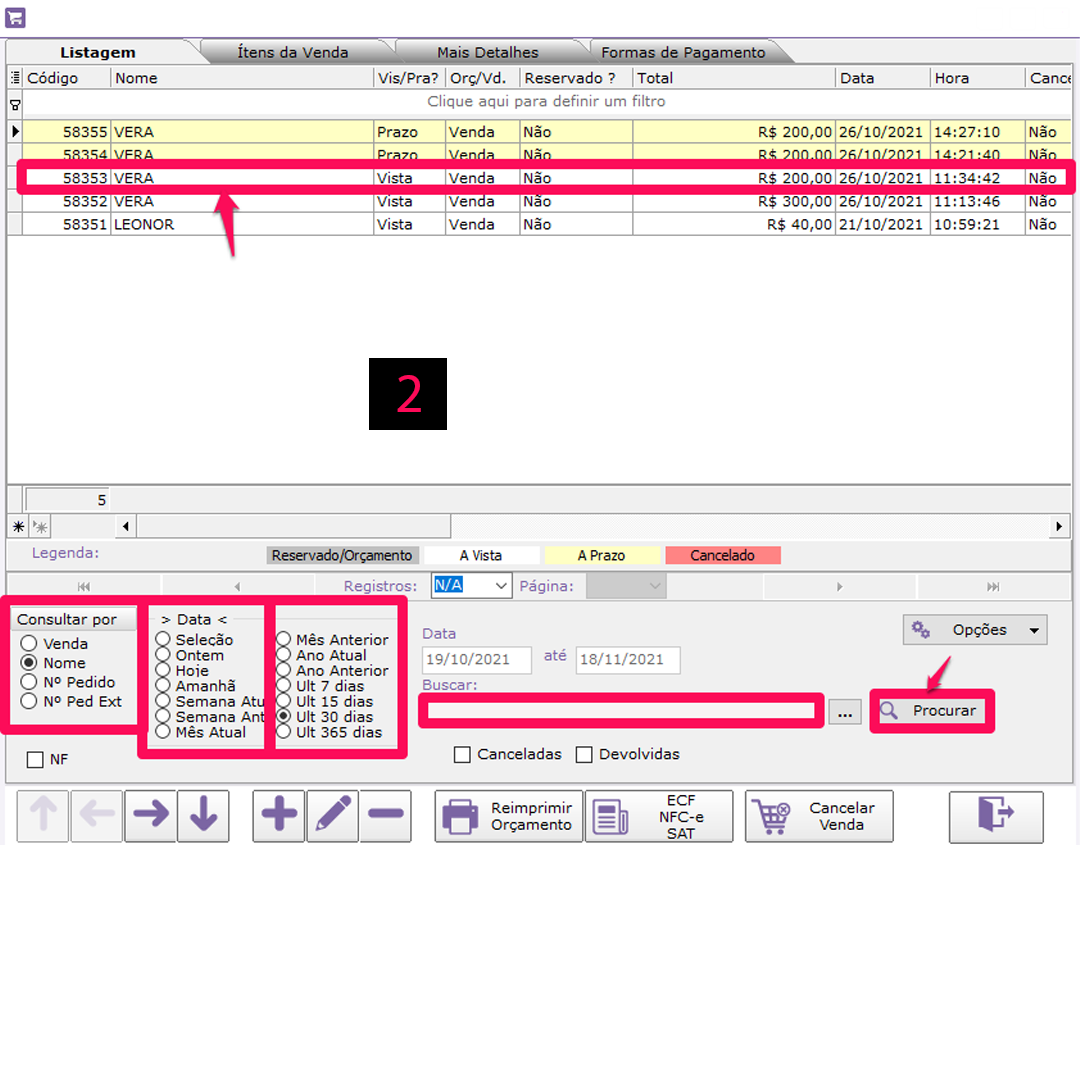 Listagem Ítens da Venda Mais Detalhes Formas de Pagamento
Código Nome Vis/Pra? Orç/Vd. Reservado ? Total Data Hora Cance
Clique aqui para definir um filtro
58355 VERA Prazo Venda Não R$ 200,00 26/10/2021 14:27:10 Não
58354 VERA Prazo Venda Não R$ 200,00 26/10/2021 14:21:40 Não
58353 VERA Vista Venda Não R$ 200,00 26/10/2021 11:34:42 Não
58352 VERA Vista Venda Não R$ 300,00 26/10/2021 11:13:46 Não
58351 LEONOR Vista Venda Não R$ 40,00 21/10/2021 10:59:21 Não
2
5
Legenda: Reservado/Orçamento A Vista A Prazo Cancelado
Registros: N/A Página:
Consultar por
Venda
Nome
Nº Pedido
Nº Ped Ext
NF
> Data <
Seleção
Ontem
Hoje
Amanhã
Semana Atu
Semana Ant
Mês Atual
Mês Anterior
Ano Atual
Ano Anterior
Ult 7 dias
Ult 15 dias
Ult 30 dias
Ult 365 dias
Data
19/10/2021 até 18/11/2021
Buscar:
... Procurar
Opções
Canceladas Devolvidas
Reimprimir
Orçamento
ECF
NFC-e
SAT
Cancelar
Venda